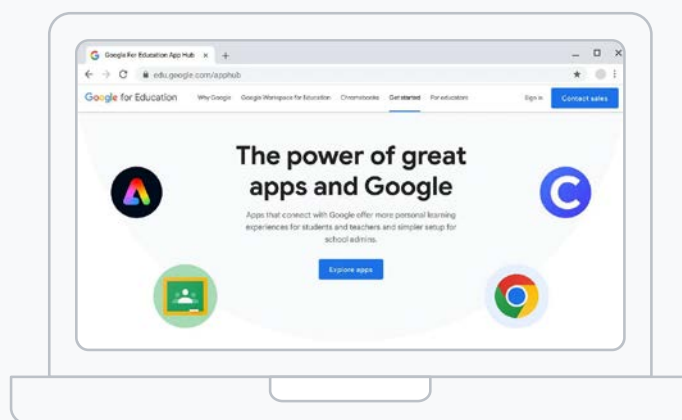 Google For Education App Hub
edu.google.com/apphub
Google for Education Why Google Google Workspace for Education Chromebooks Get started For educators Sign in Contact sales
The power of great
apps and Google
Apps that connect with Google offer more personal learning
experiences for students and teachers and simpler setup for
school admins.
Explore apps